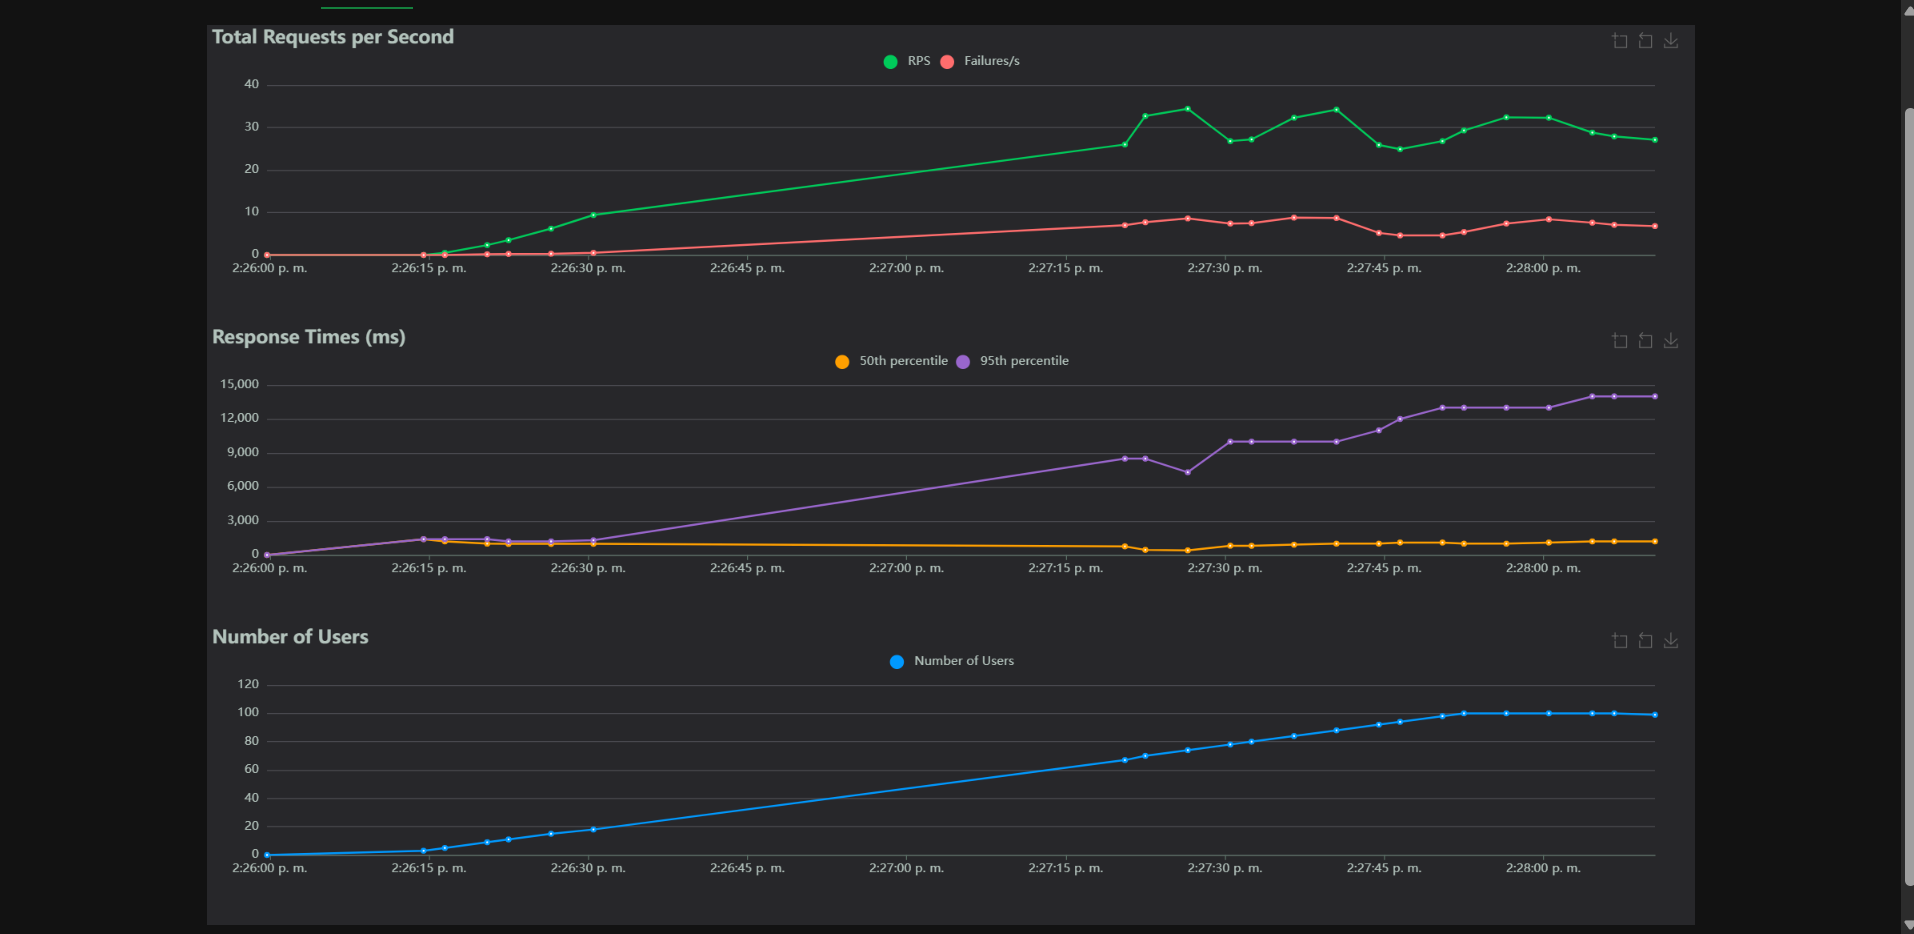 Total Requests per Second
RPS Failures/s
40
30
20
10
0
2:26:00 p. m. 2:26:15 p. m. 2:26:30 p. m. 2:26:45 p. m. 2:27:00 p. m. 2:27:15 p. m. 2:27:30 p. m. 2:27:45 p. m. 2:28:00 p. m.
Response Times (ms)
50th percentile 95th percentile
15,000
12,000
9,000
6,000
3,000
0
2:26:00 p. m. 2:26:15 p. m. 2:26:30 p. m. 2:26:45 p. m. 2:27:00 p. m. 2:27:15 p. m. 2:27:30 p. m. 2:27:45 p. m. 2:28:00 p. m.
Number of Users
Number of Users
120
100
80
60
40
20
0
2:26:00 p. m. 2:26:15 p. m. 2:26:30 p. m. 2:26:45 p. m. 2:27:00 p. m. 2:27:15 p. m. 2:27:30 p. m. 2:27:45 p. m. 2:28:00 p. m.